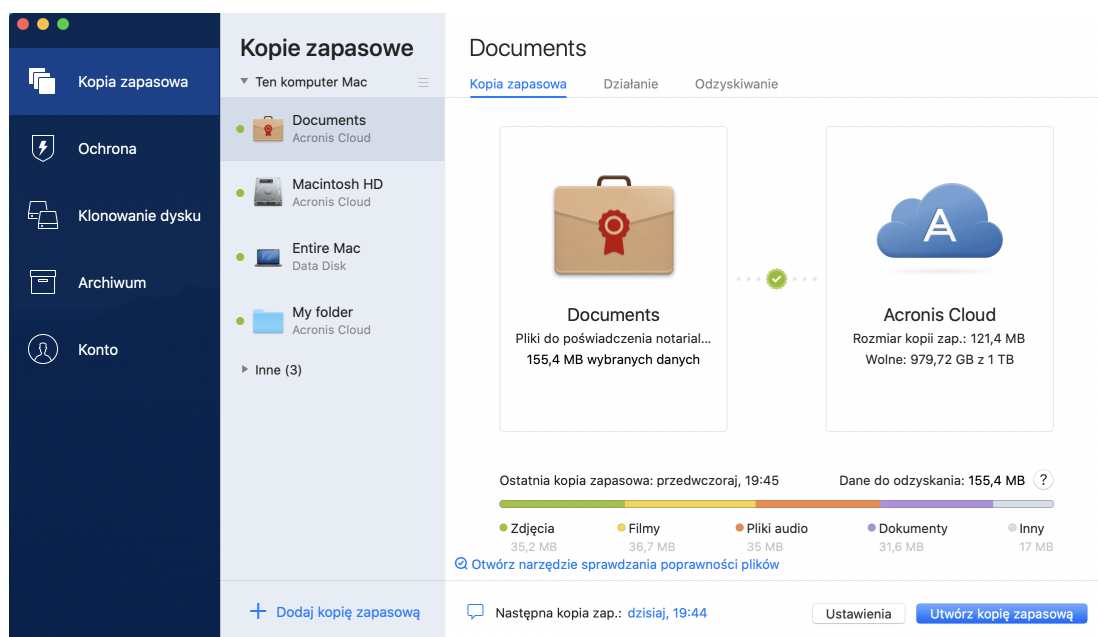 Kopia zapasowa
Ochrona
Klonowanie dysku
Archiwum
Konto
Kopie zapasowe
Ten komputer Mac
Documents
Acronis Cloud
Macintosh HD
Acronis Cloud
Entire Mac
Data Disk
My folder
Acronis Cloud
Inne (3)
Dodaj kopię zapasową
Documents
Kopia zapasowa Działanie Odzyskiwanie
Documents
Pliki do poświadczenia notarial...
155,4 MB wybranych danych
A
Acronis Cloud
Rozmiar kopii zap.: 121,4 MB
Wolne: 979,72 GB z 1 TB
Ostatnia kopia zapasowa: przedwczoraj, 19:45 Dane do odzyskania: 155,4 MB ?
Zdjęcia Filmy Pliki audio Dokumenty Inny
35,2 MB 36,7 MB 35 MB 31,6 MB 17 MB
Otwórz narzędzie sprawdzania poprawności plików
Następna kopia zap.: dzisiaj, 19:44 Ustawienia Utwórz kopię zapasową